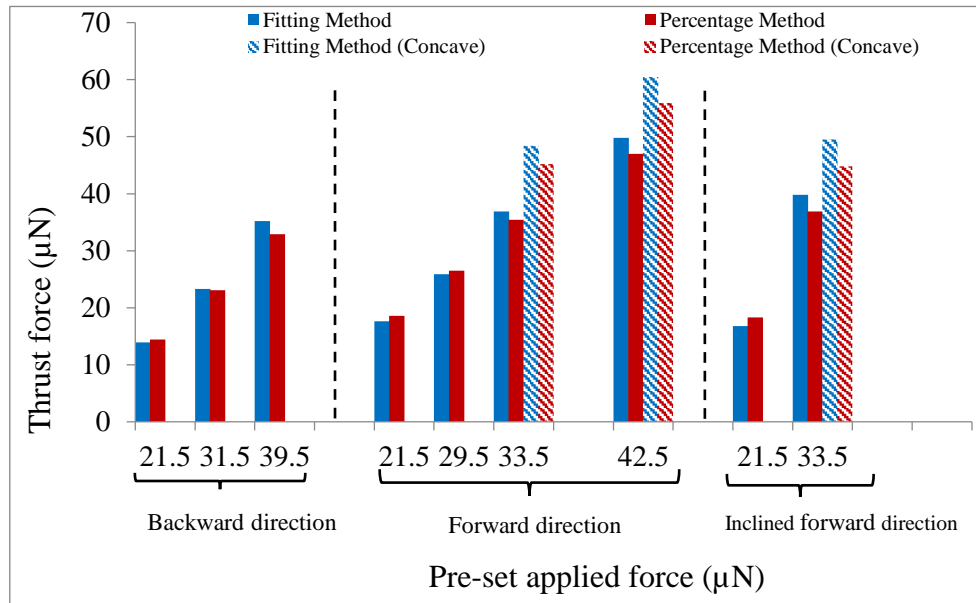 70
60
50
40
30
20
10
0
Thrust force (µN)
Fitting Method
Percentage Method
Fitting Method (Concave)
Percentage Method (Concave)
21.5 31.5 39.5 21.5 29.5 33.5 42.5 21.5 33.5
Backward direction Forward direction Inclined forward direction
Pre-set applied force (µN)